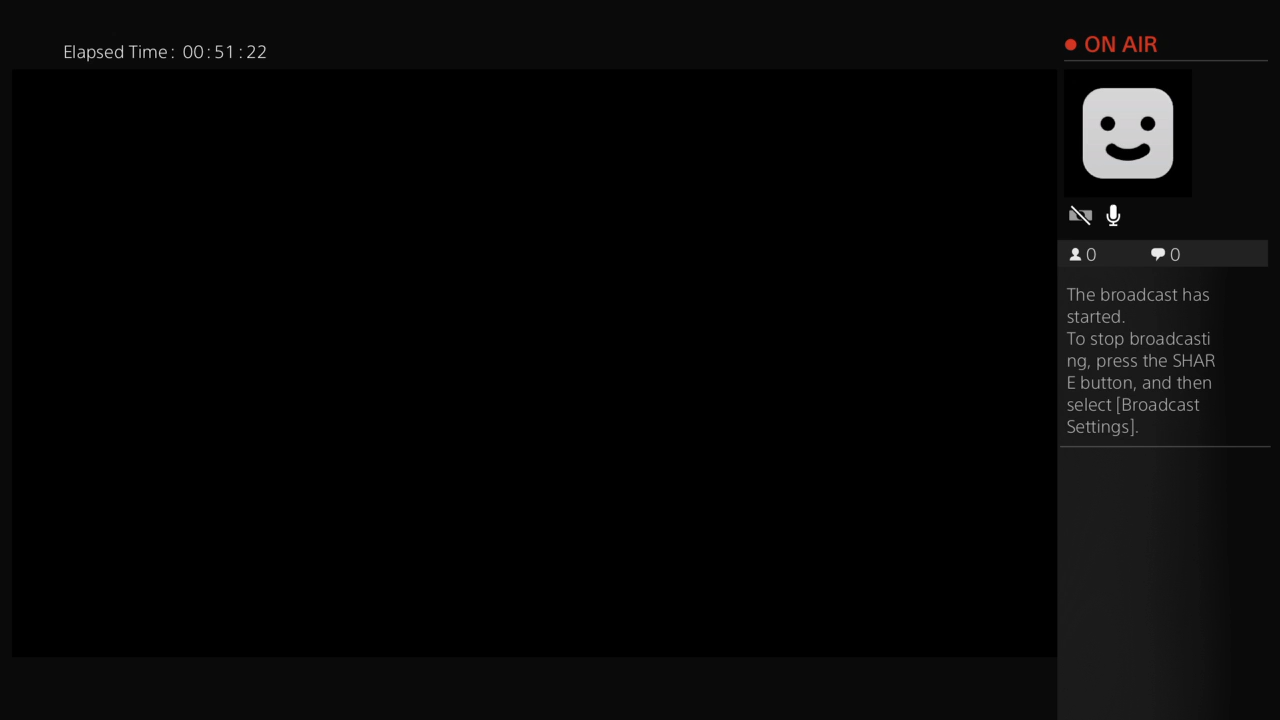 Elapsed Time: 00:51:22
ON AIR
0 0
The broadcast has
started.
To stop broadcasti
ng, press the SHAR
E button, and then
select [Broadcast
Settings].